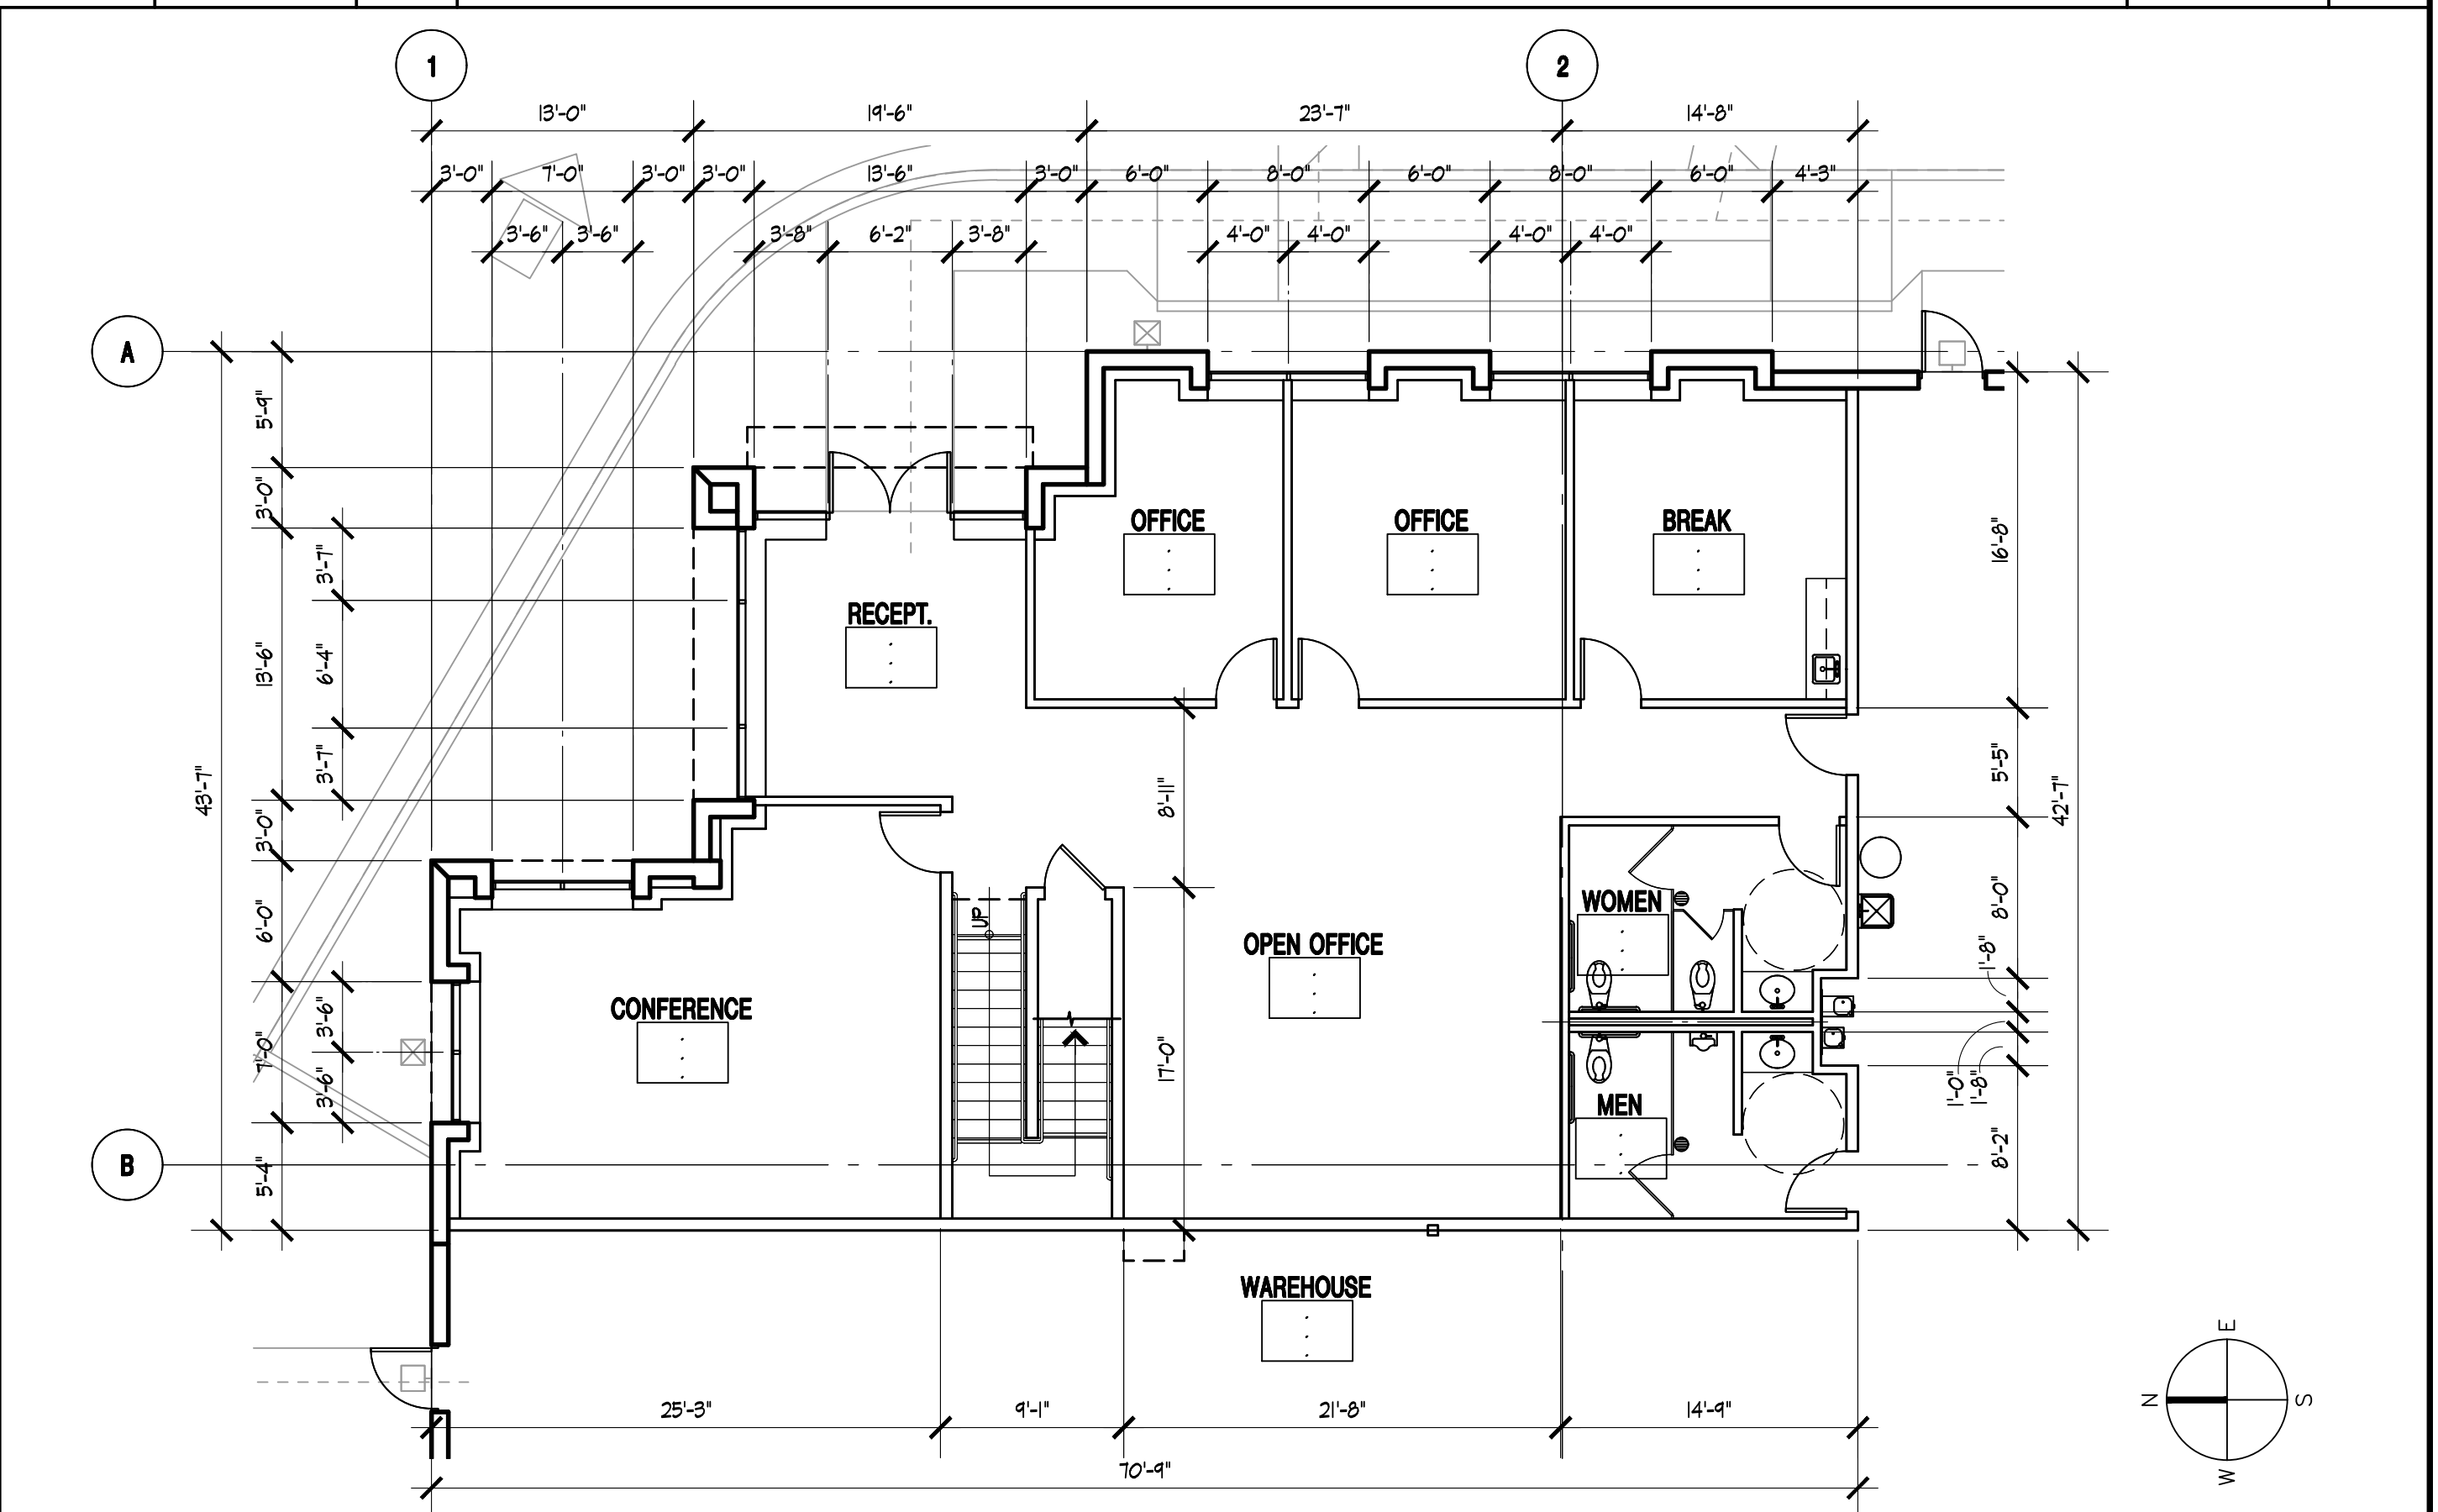 1 2
13'-0" 19'-6" 23'-7" 14'-8"
3'-0" 7'-0" 3'-0" 3'-0" 13'-6" 3'-0" 6'-0" 8'-0" 6'-0" 8'-0" 6'-0" 4'-3"
3'-6" 3'-6" 3'-8" 6'-2" 3'-8" 4'-0" 4'-0" 4'-0" 4'-0"
A
B
43'-7"
5'-9"
3'-0"
13'-6"
3'-0"
6'-0"
7'-0"
5'-4"
3'-7"
6'-4"
3'-7"
3'-6"
3'-6"
OFFICE
OFFICE
BREAK
RECEPT.
CONFERENCE
UP
OPEN OFFICE
WOMEN
MEN
WAREHOUSE
8'-11"
17'-0"
16'-8"
5'-5"
8'-0"
1'-8"
1'-0"
1'-8"
8'-2"
42'-7"
25'-3" 9'-1" 21'-8" 14'-9"
70'-9"
E
N
S
W